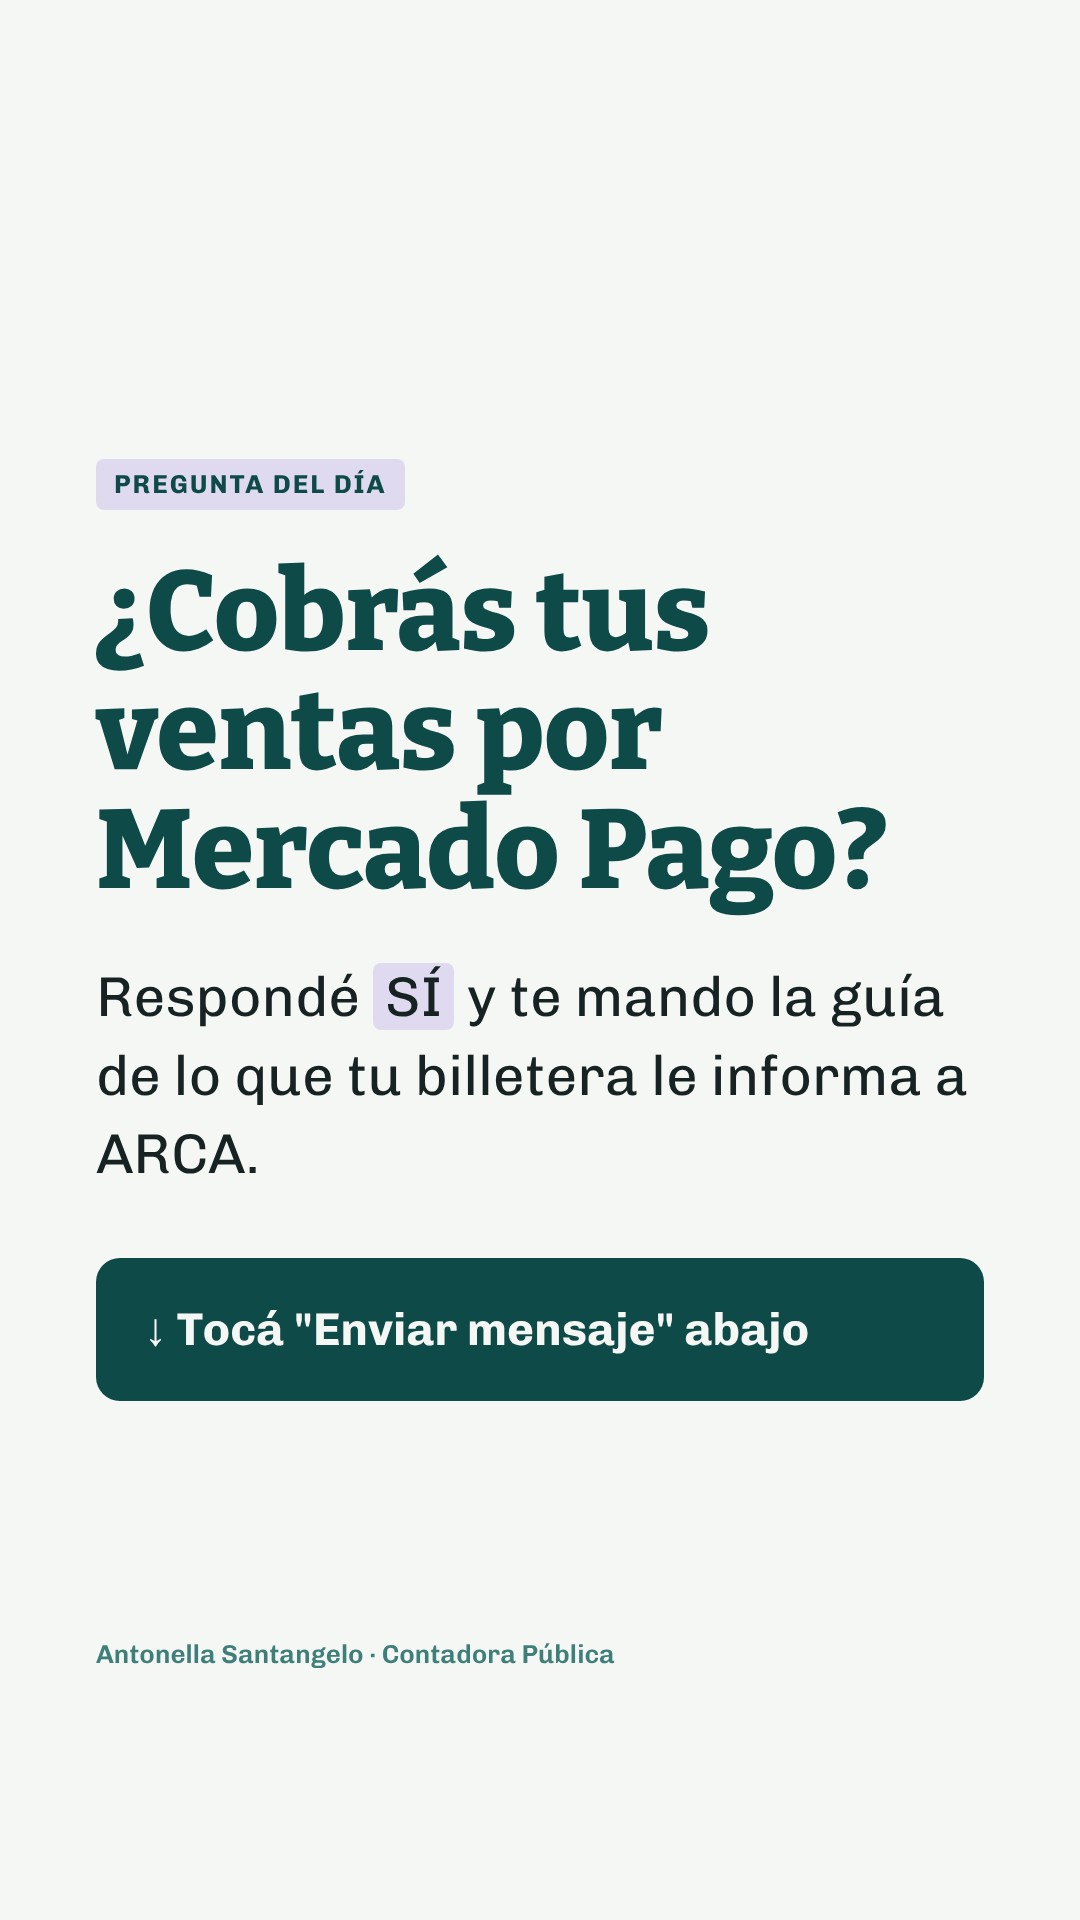 PREGUNTA DEL DÍA
¿Cobrás tus
ventas por
Mercado Pago?
Respondé SÍ y te mando la guía
de lo que tu billetera le informa a
ARCA.
↓ Tocá "Enviar mensaje" abajo
Antonella Santangelo · Contadora Pública